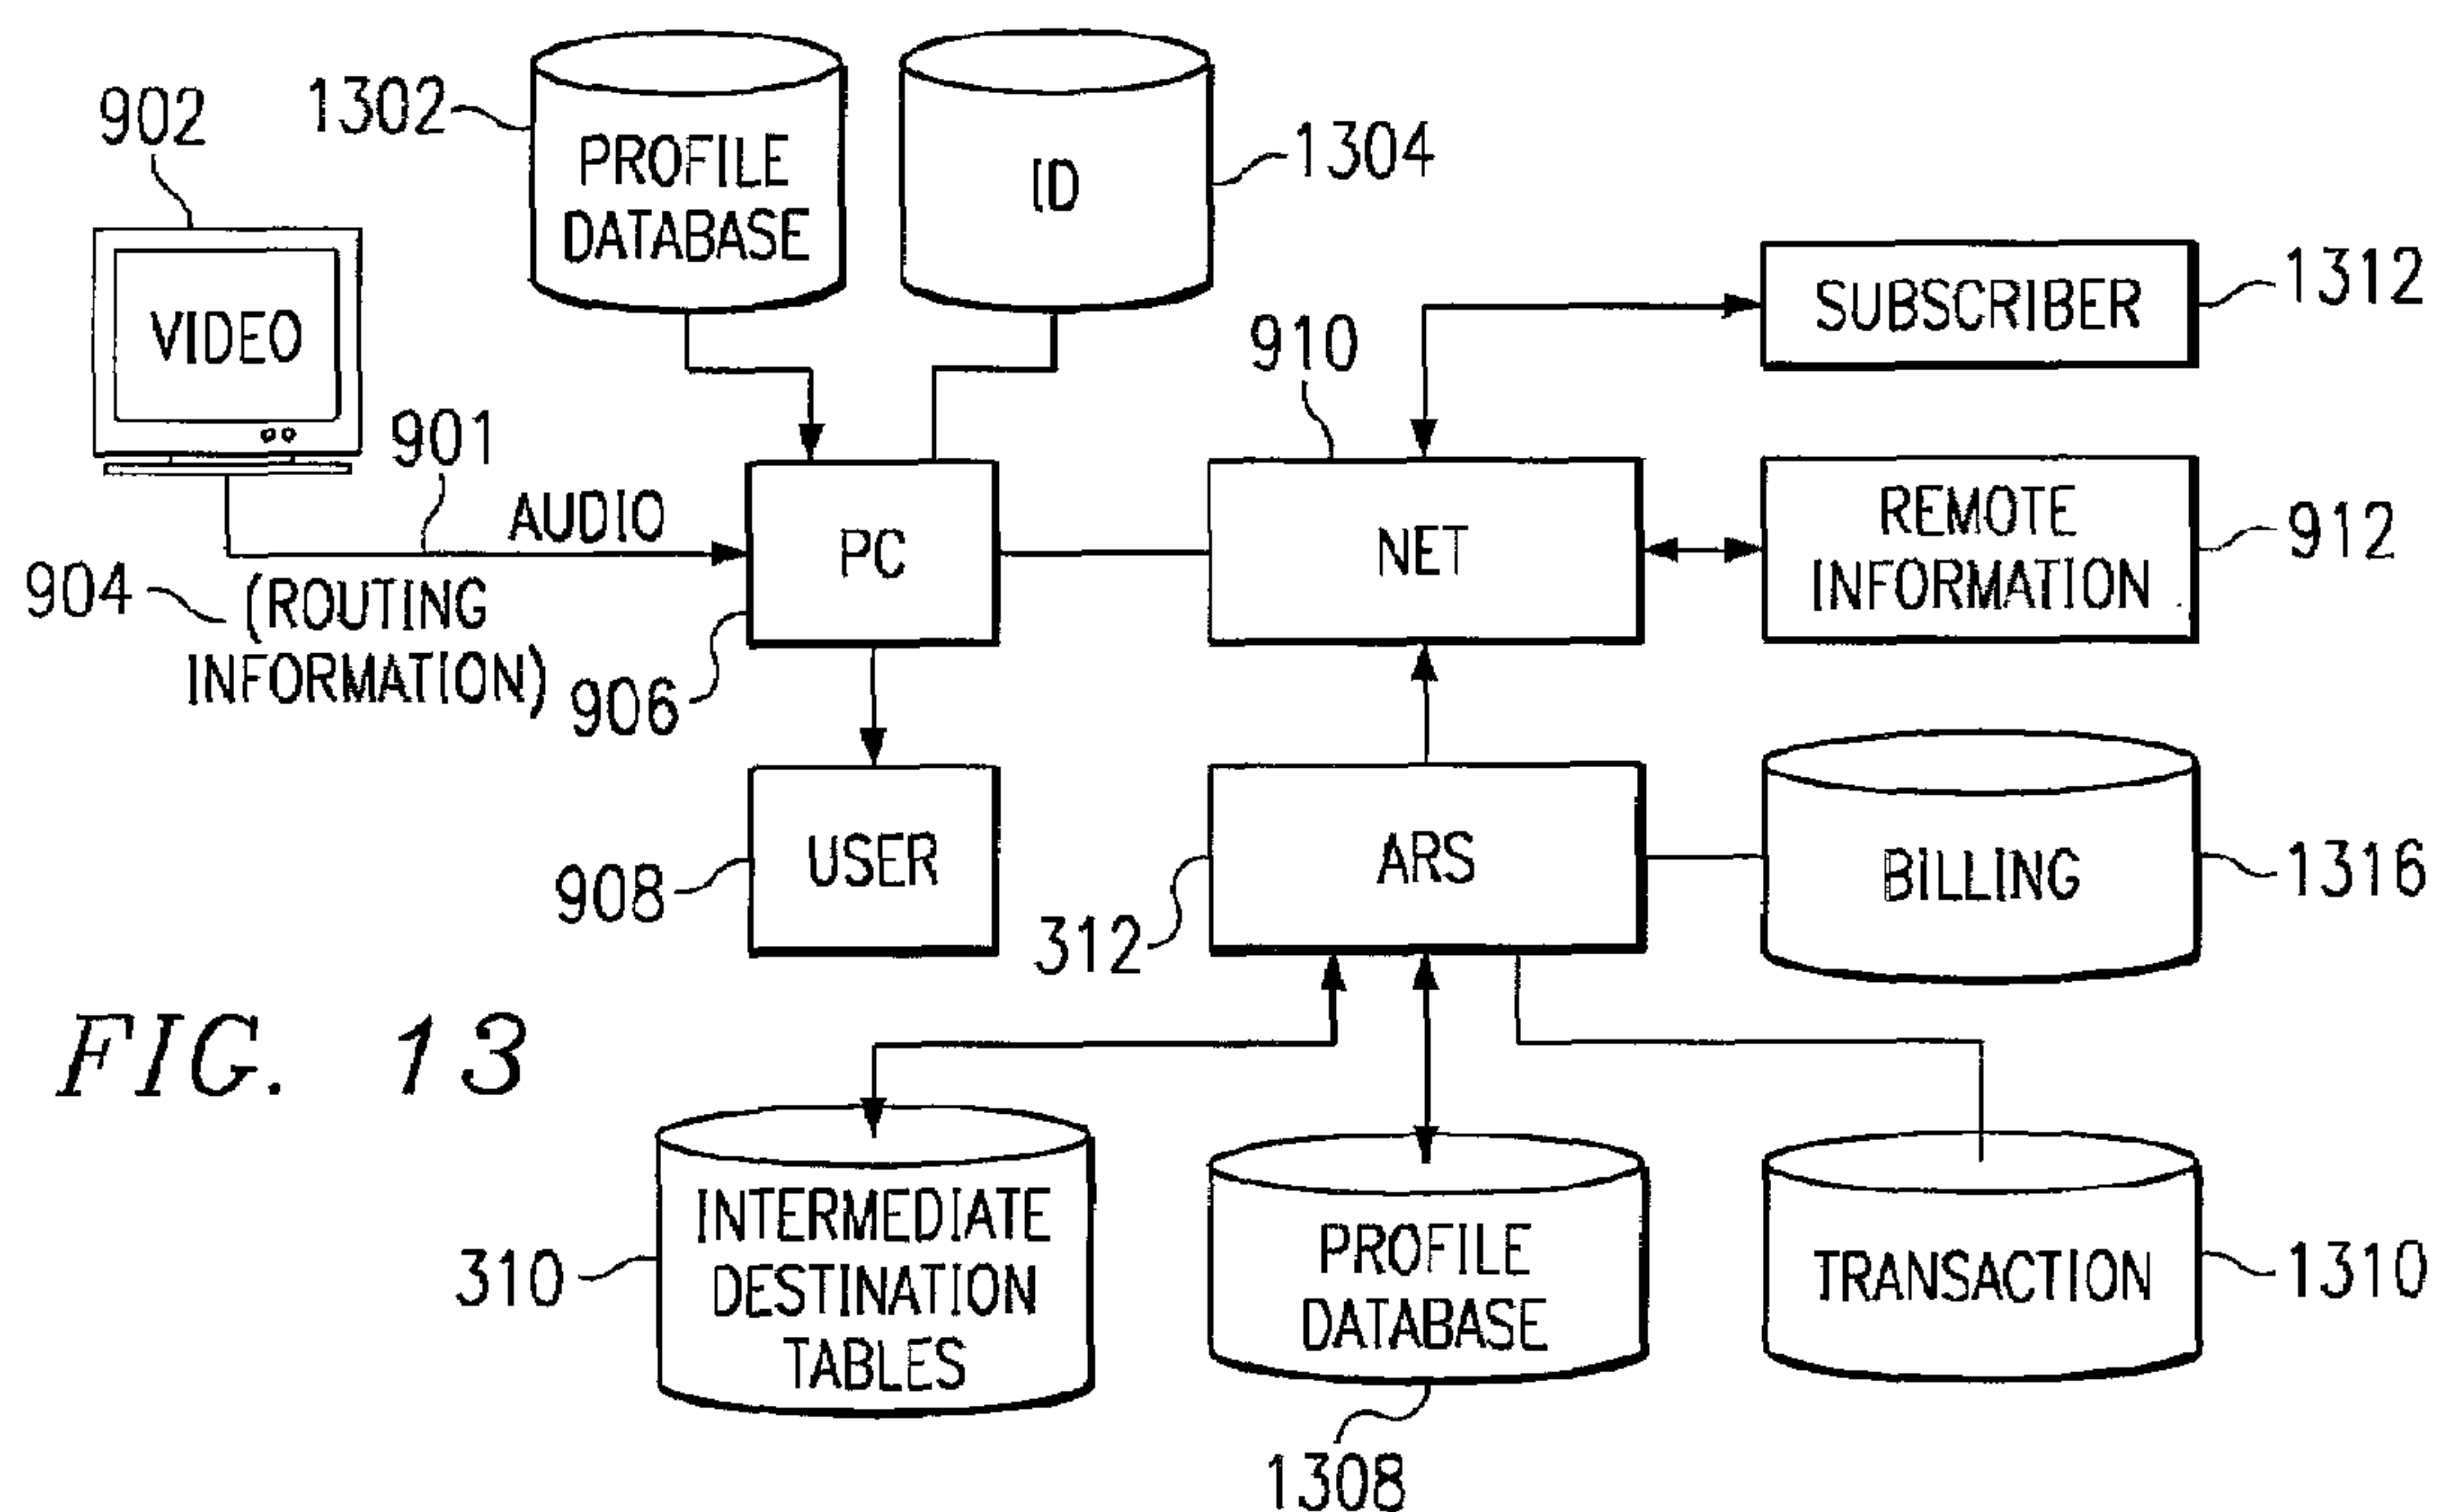 902
1302
PROFILE
DATABASE
ID
1304
VIDEO
901
AUDIO
904
(ROUTING
INFORMATION)
906
PC
910
NET
SUBSCRIBER
1312
REMOTE
INFORMATION
912
908
USER
312
ARS
BILLING
1316
FIG. 13
310
INTERMEDIATE
DESTINATION
TABLES
PROFILE
DATABASE
1308
TRANSACTION
1310